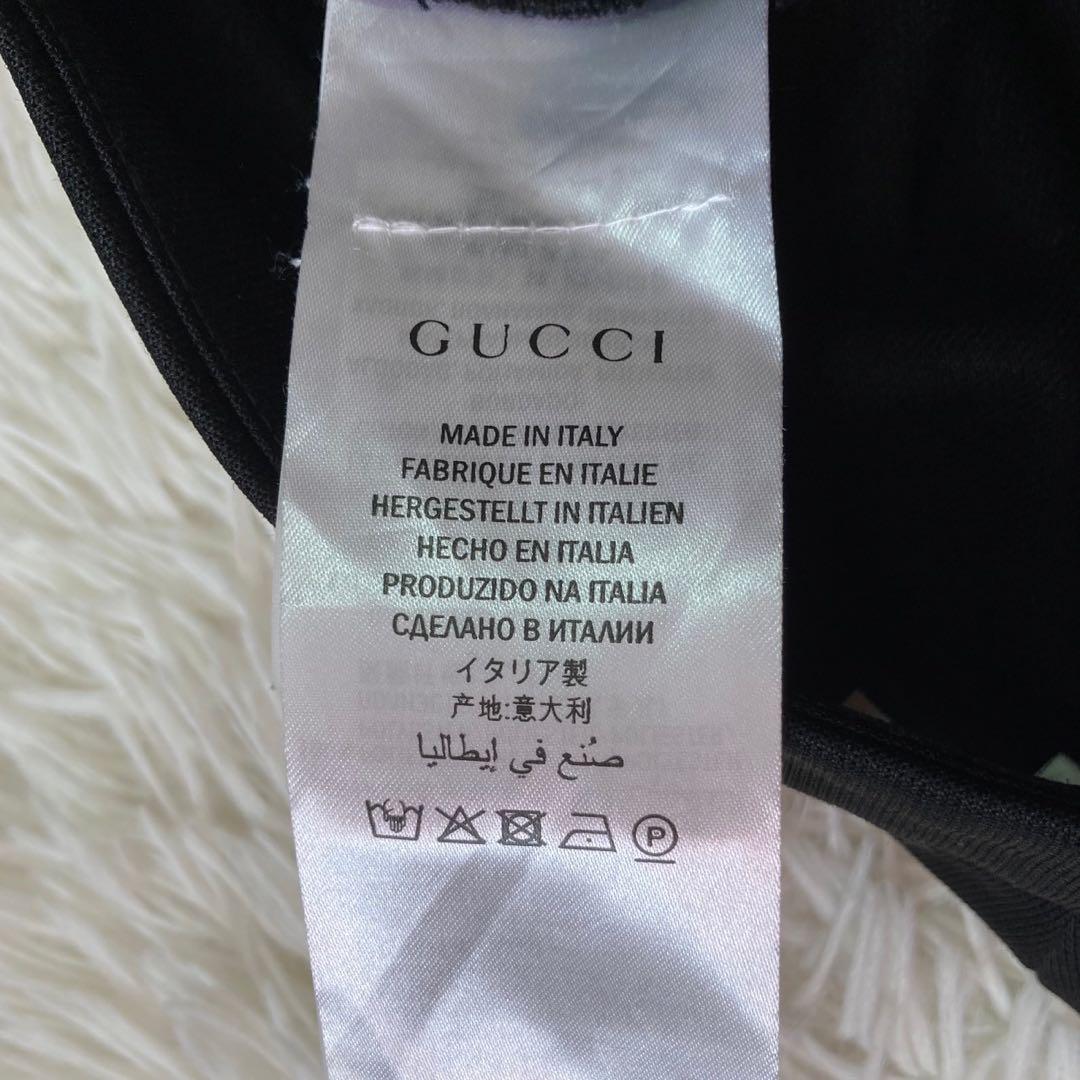 GUCCI
MADE IN ITALY
FABRIQUE EN ITALIE
HERGESTELLT IN ITALIEN
HECHO EN ITALIA
PRODUZIDO NA ITALIA
СДЕЛАНО В ИТАЛИИ
イタリア製
产地:意大利
صُنع في إيطاليا
P